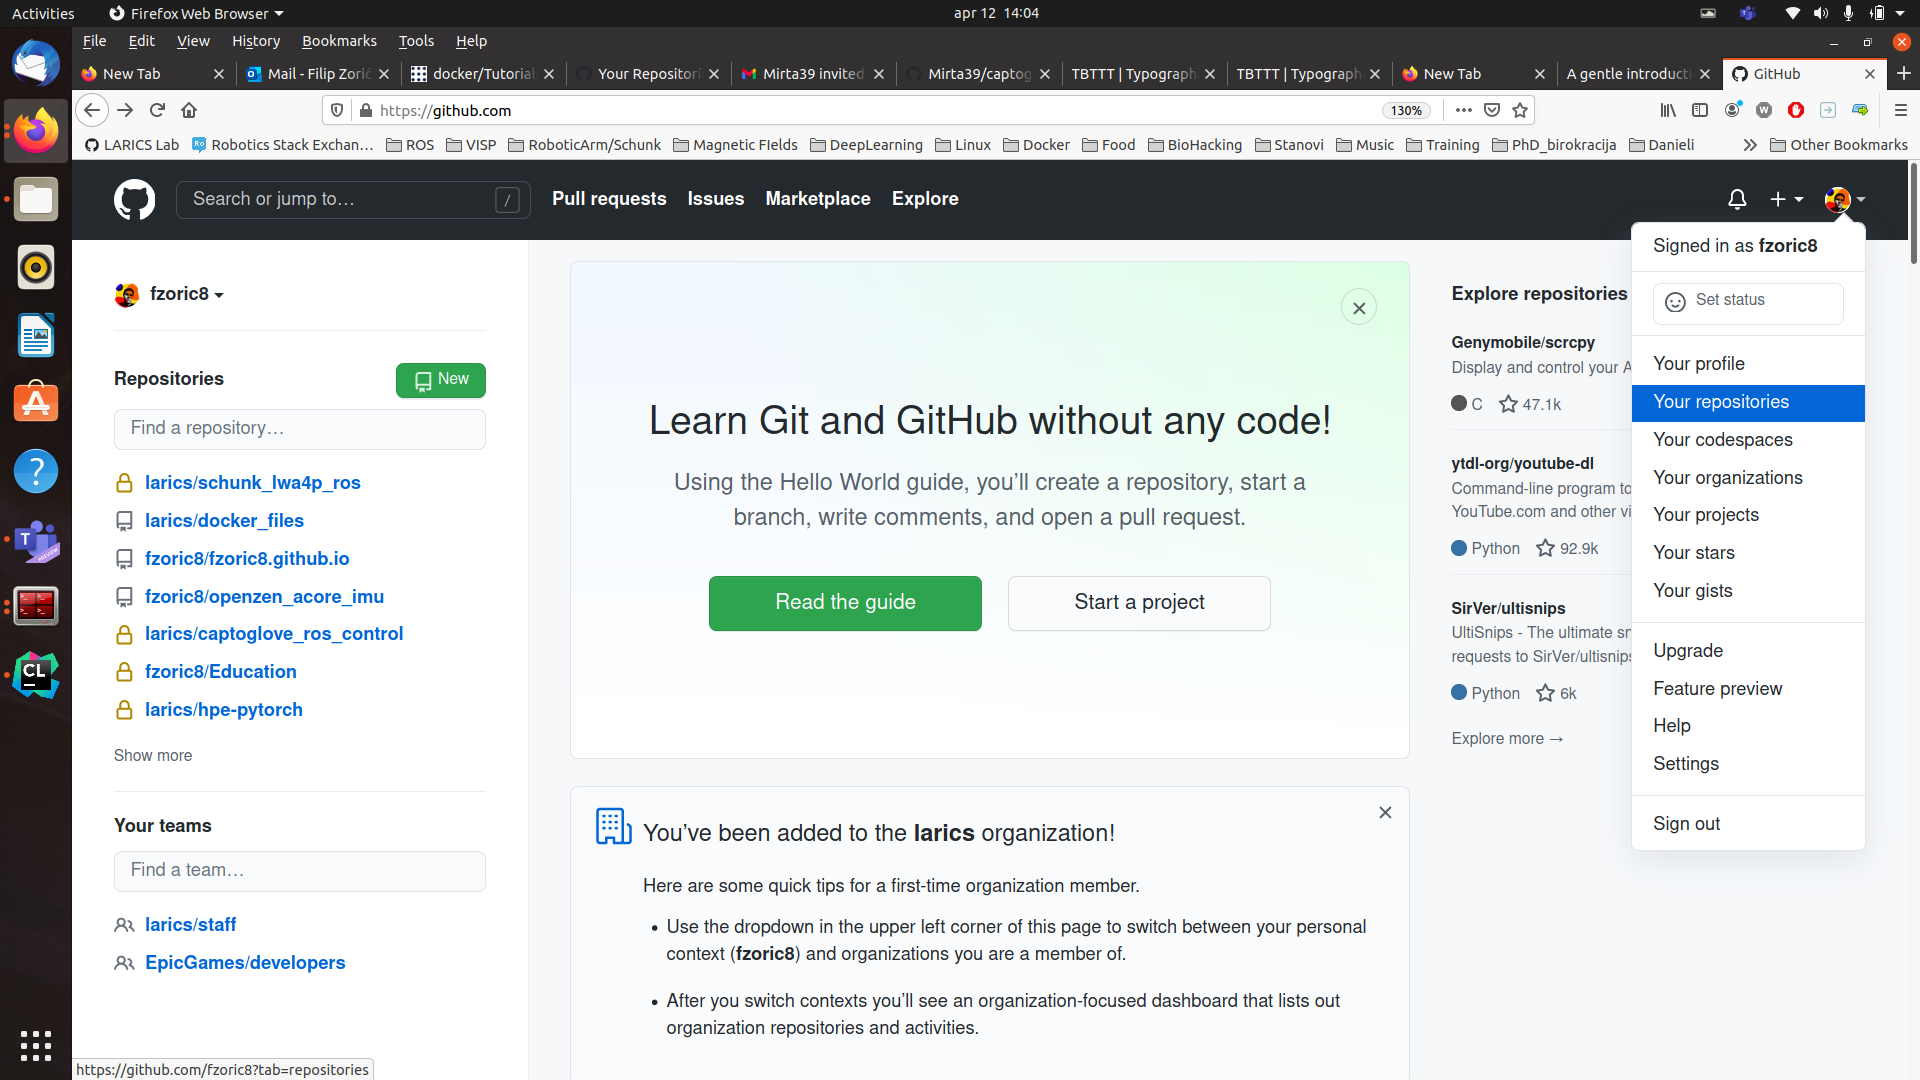 Activities
Firefox Web Browser
apr 12 14:04
File Edit View History Bookmarks Tools Help
New Tab
Mail - Filip Zorić
docker/Tutorial
Your Repositori
Mirta39 invited
Mirta39/captog
TBTTT | Typograph
TBTTT | Typograph
New Tab
A gentle introducti
GitHub
https://github.com
130%
LARICS Lab
Robotics Stack Exchan…
ROS
VISP
RoboticArm/Schunk
Magnetic FIelds
DeepLearning
Linux
Docker
Food
BioHacking
Stanovi
Music
Training
PhD_birokracija
Danieli
Other Bookmarks
Search or jump to…
/
Pull requests
Issues
Marketplace
Explore
fzoric8
Repositories
New
Find a repository…
larics/schunk_lwa4p_ros
larics/docker_files
fzoric8/fzoric8.github.io
fzoric8/openzen_acore_imu
larics/captoglove_ros_control
fzoric8/Education
larics/hpe-pytorch
Show more
Your teams
Find a team…
larics/staff
EpicGames/developers
https://github.com/fzoric8?tab=repositories
Learn Git and GitHub without any code!
Using the Hello World guide, you’ll create a repository, start a
branch, write comments, and open a pull request.
Read the guide
Start a project
You’ve been added to the larics organization!
Here are some quick tips for a first-time organization member.
• Use the dropdown in the upper left corner of this page to switch between your personal
context (fzoric8) and organizations you are a member of.
• After you switch contexts you’ll see an organization-focused dashboard that lists out
organization repositories and activities.
Explore repositories
Genymobile/scrcpy
Display and control your A
C 47.1k
ytdl-org/youtube-dl
Command-line program to
YouTube.com and other vi
Python 92.9k
SirVer/ultisnips
UltiSnips - The ultimate sn
requests to SirVer/ultisnips
Python 6k
Explore more →
Signed in as fzoric8
Set status
Your profile
Your repositories
Your codespaces
Your organizations
Your projects
Your stars
Your gists
Upgrade
Feature preview
Help
Settings
Sign out